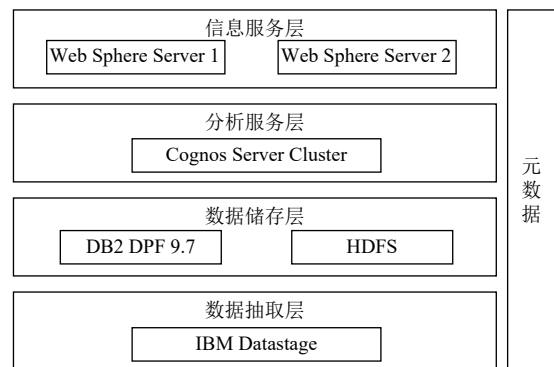 信息服务层
Web Sphere Server 1
Web Sphere Server 2
分析服务层
Cognos Server Cluster
数据储存层
DB2 DPF 9.7
HDFS
数据抽取层
IBM Datastage
元数据